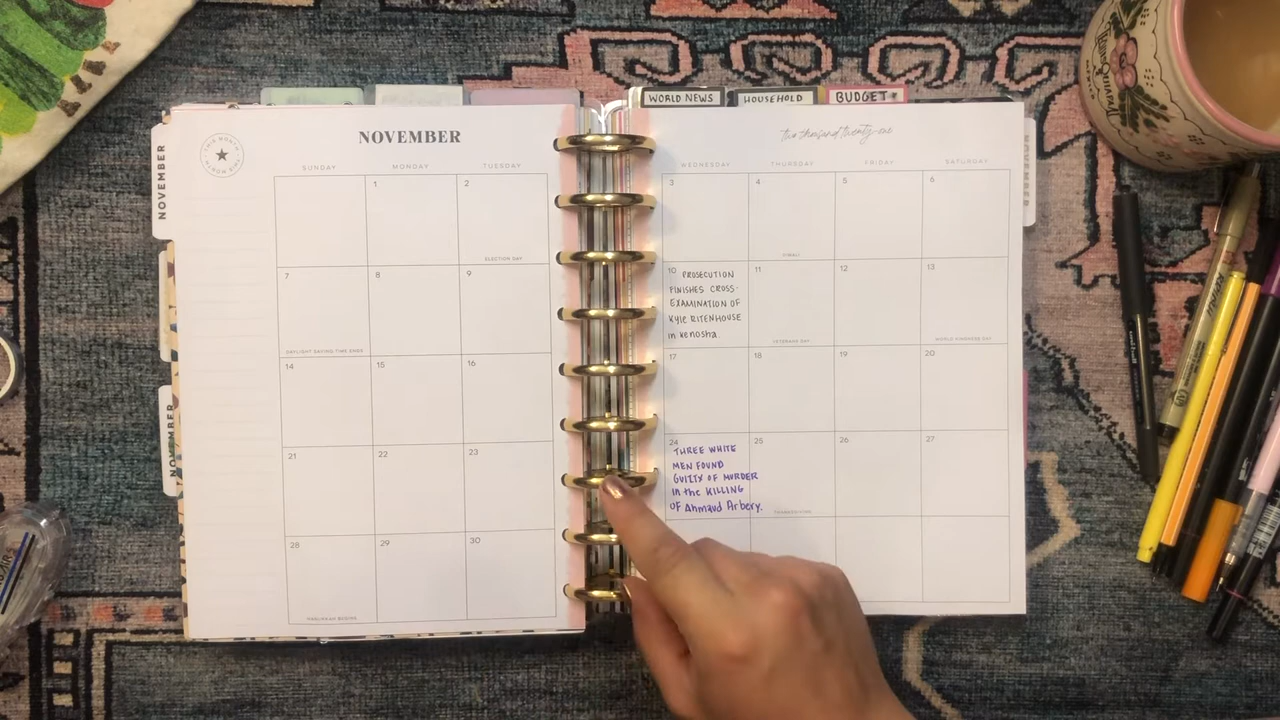 WORLD NEWS
HOUSEHOLD
BUDGET
NOVEMBER
two thousand twenty-one
THIS MONTH
NOVEMBER
NOVEMBER
NOVEMBER
SUNDAY MONDAY TUESDAY WEDNESDAY THURSDAY FRIDAY SATURDAY
1 2 3 4 5 6
ELECTION DAY
DIWALI
7 8 9 10 11 12 13
PROSECUTION
FINISHES CROSS-
EXAMINATION OF
KYLE RITENHOUSE
in kenosha.
DAYLIGHT SAVING TIME ENDS
VETERANS DAY
WORLD KINDNESS DAY
14 15 16 17 18 19 20
21 22 23 24 25 26 27
THREE WHITE
MEN FOUND
GUILTY OF MURDER
in the KILLING
OF Ahmaud Arbery.
THANKSGIVING
28 29 30
HANUKKAH BEGINS